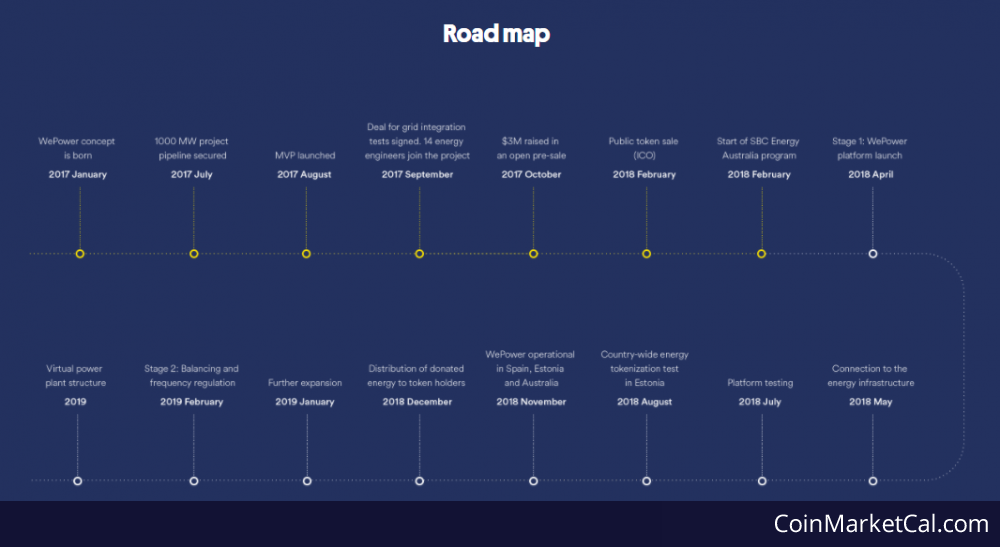 Road map
WePower concept
is born
2017 January
1000 MW project
pipeline secured
2017 July
MVP launched
2017 August
Deal for grid integration
tests signed. 14 energy
engineers join the project
2017 September
$3M raised in
an open pre-sale
2017 October
Public token sale
(ICO)
2018 February
Start of SBC Energy
Australia program
2018 February
Stage 1: WePower
platform launch
2018 April
Virtual power
plant structure
2019
Stage 2: Balancing and
frequency regulation
2019 February
Further expansion
2019 January
Distribution of donated
energy to token holders
2018 December
WePower operational
in Spain, Estonia
and Australia
2018 November
Country-wide energy
tokenization test
in Estonia
2018 August
Platform testing
2018 July
Connection to the
energy infrastructure
2018 May
CoinMarketCal.com